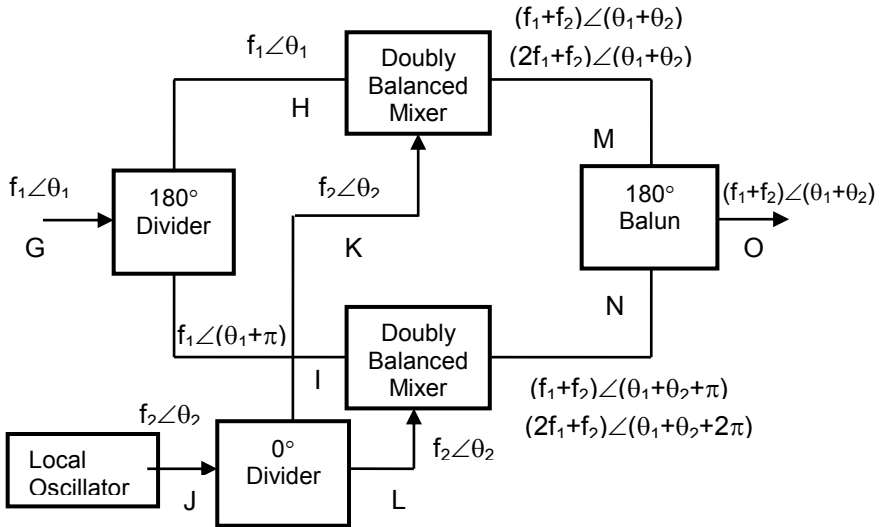 f₁∠θ₁
H
Doubly
Balanced
Mixer
(f₁+f₂)∠(θ₁+θ₂)
(2f₁+f₂)∠(θ₁+θ₂)
M
f₁∠θ₁
G
180°
Divider
f₂∠θ₂
K
180°
Balun
(f₁+f₂)∠(θ₁+θ₂)
O
N
f₁∠(θ₁+π)
I
Doubly
Balanced
Mixer
(f₁+f₂)∠(θ₁+θ₂+π)
(2f₁+f₂)∠(θ₁+θ₂+2π)
f₂∠θ₂
Local
Oscillator
J
0°
Divider
L
f₂∠θ₂